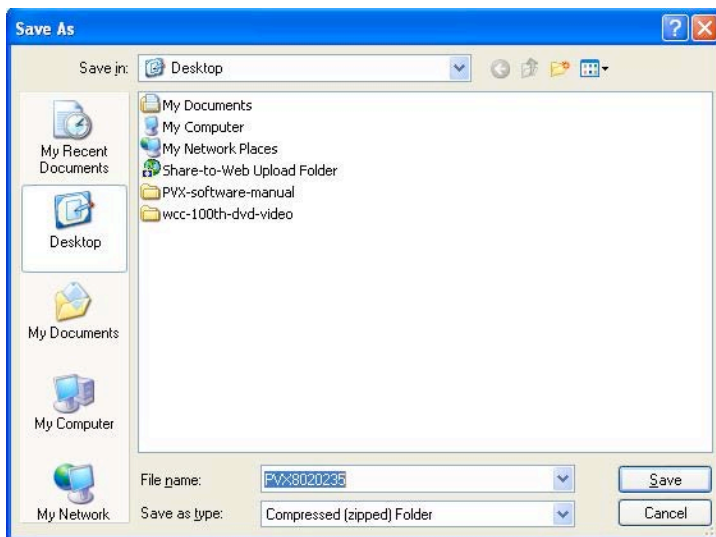 Save As
Save in:
Desktop
My Recent
Documents
Desktop
My Documents
My Computer
My Network
My Documents
My Computer
My Network Places
Share-to-Web Upload Folder
PVX-software-manual
wcc-100th-dvd-video
File name:
PVX8020235
Save
Save as type:
Compressed (zipped) Folder
Cancel